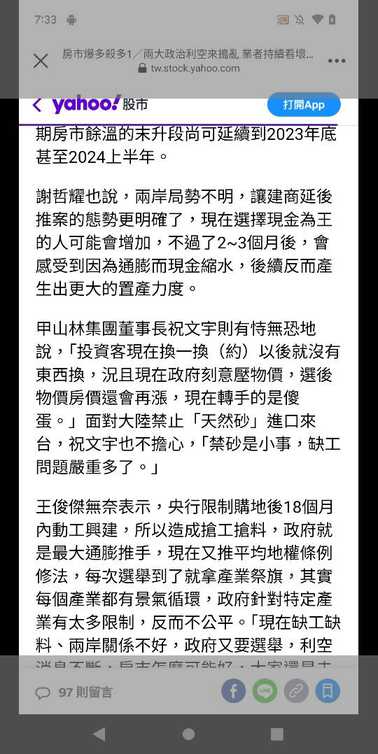 7:33
房市爆多殺多1／兩大政治利空來搗亂 業者持續看壞...
tw.stock.yahoo.com
yahoo!股市
打開App
期房市餘溫的末升段尚可延續到2023年底
甚至2024上半年。
謝哲耀也說，兩岸局勢不明，讓建商延後
推案的態勢更明確了，現在選擇現金為王
的人可能會增加，不過了2~3個月後，會
感受到因為通膨而現金縮水，後續反而產
生出更大的置產力度。
甲山林集團董事長祝文宇則有恃無恐地
說，「投資客現在換一換（約）以後就沒有
東西換，況且現在政府刻意壓物價，選後
物價房價還會再漲，現在轉手的是傻
蛋。」面對大陸禁止「天然砂」進口來
台，祝文宇也不擔心，「禁砂是小事，缺工
問題嚴重多了。」
王俊傑無奈表示，央行限制購地後18個月
內動工興建，所以造成搶工搶料，政府就
是最大通膨推手，現在又推平均地權條例
修法，每次選舉到了就拿產業祭旗，其實
每個產業都有景氣循環，政府針對特定產
業有太多限制，反而不公平。「現在缺工缺
料、兩岸關係不好，政府又要選舉，利空
消息不斷，房市怎麼可能好，大家還是去
97 則留言